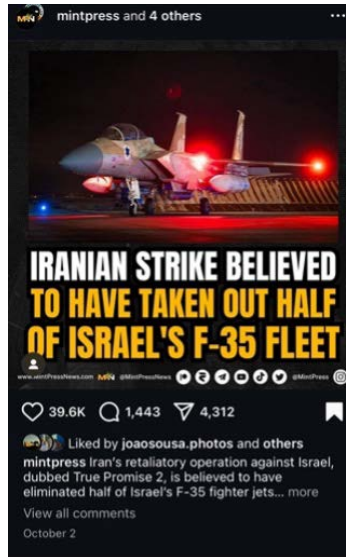 mintpress and 4 others
IRANIAN STRIKE BELIEVED
TO HAVE TAKEN OUT HALF
OF ISRAEL'S F-35 FLEET
www.MintPressNews.com MPN @MintPressNews @MintPress
39.6K 1,443 4,312
Liked by joaosousa.photos and others
mintpress Iran's retaliatory operation against Israel,
dubbed True Promise 2, is believed to have
eliminated half of Israel's F-35 fighter jets... more
View all comments
October 2